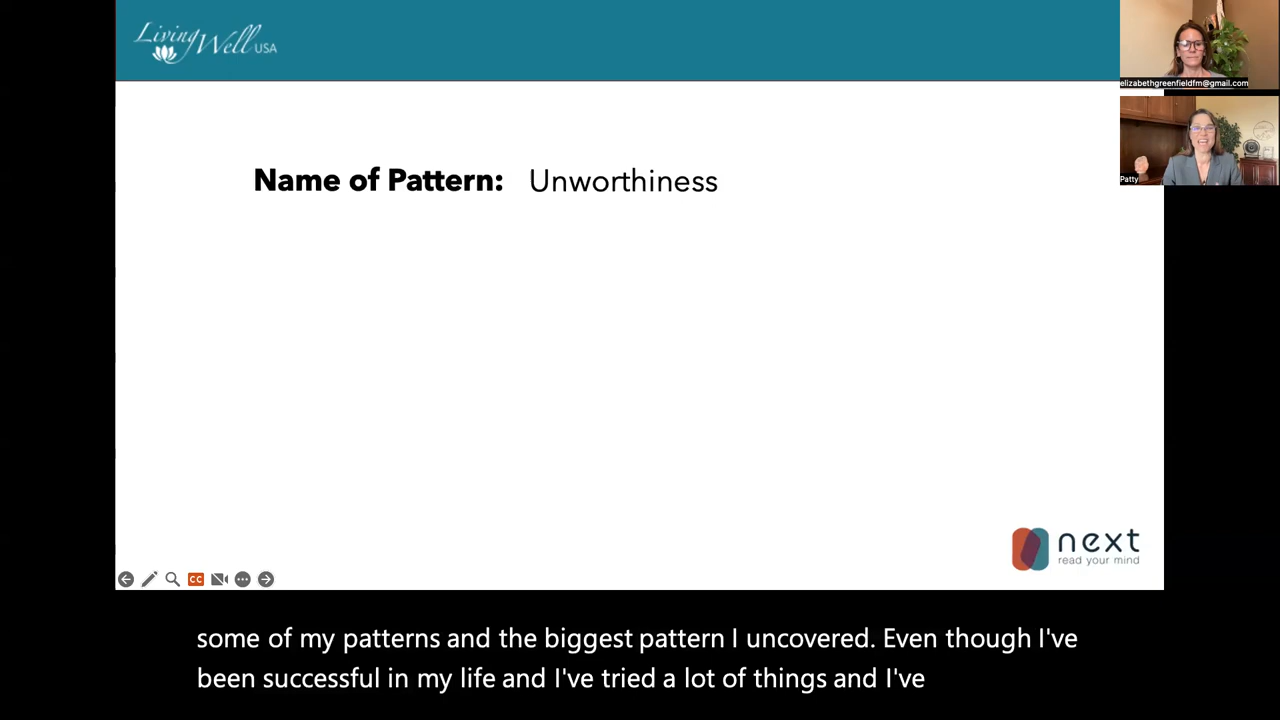 Living Well USA
elizabethgreenfieldfm@gmail.com
Patty
Name of Pattern: Unworthiness
next
read your mind
CC
some of my patterns and the biggest pattern I uncovered. Even though I've
been successful in my life and I've tried a lot of things and I've